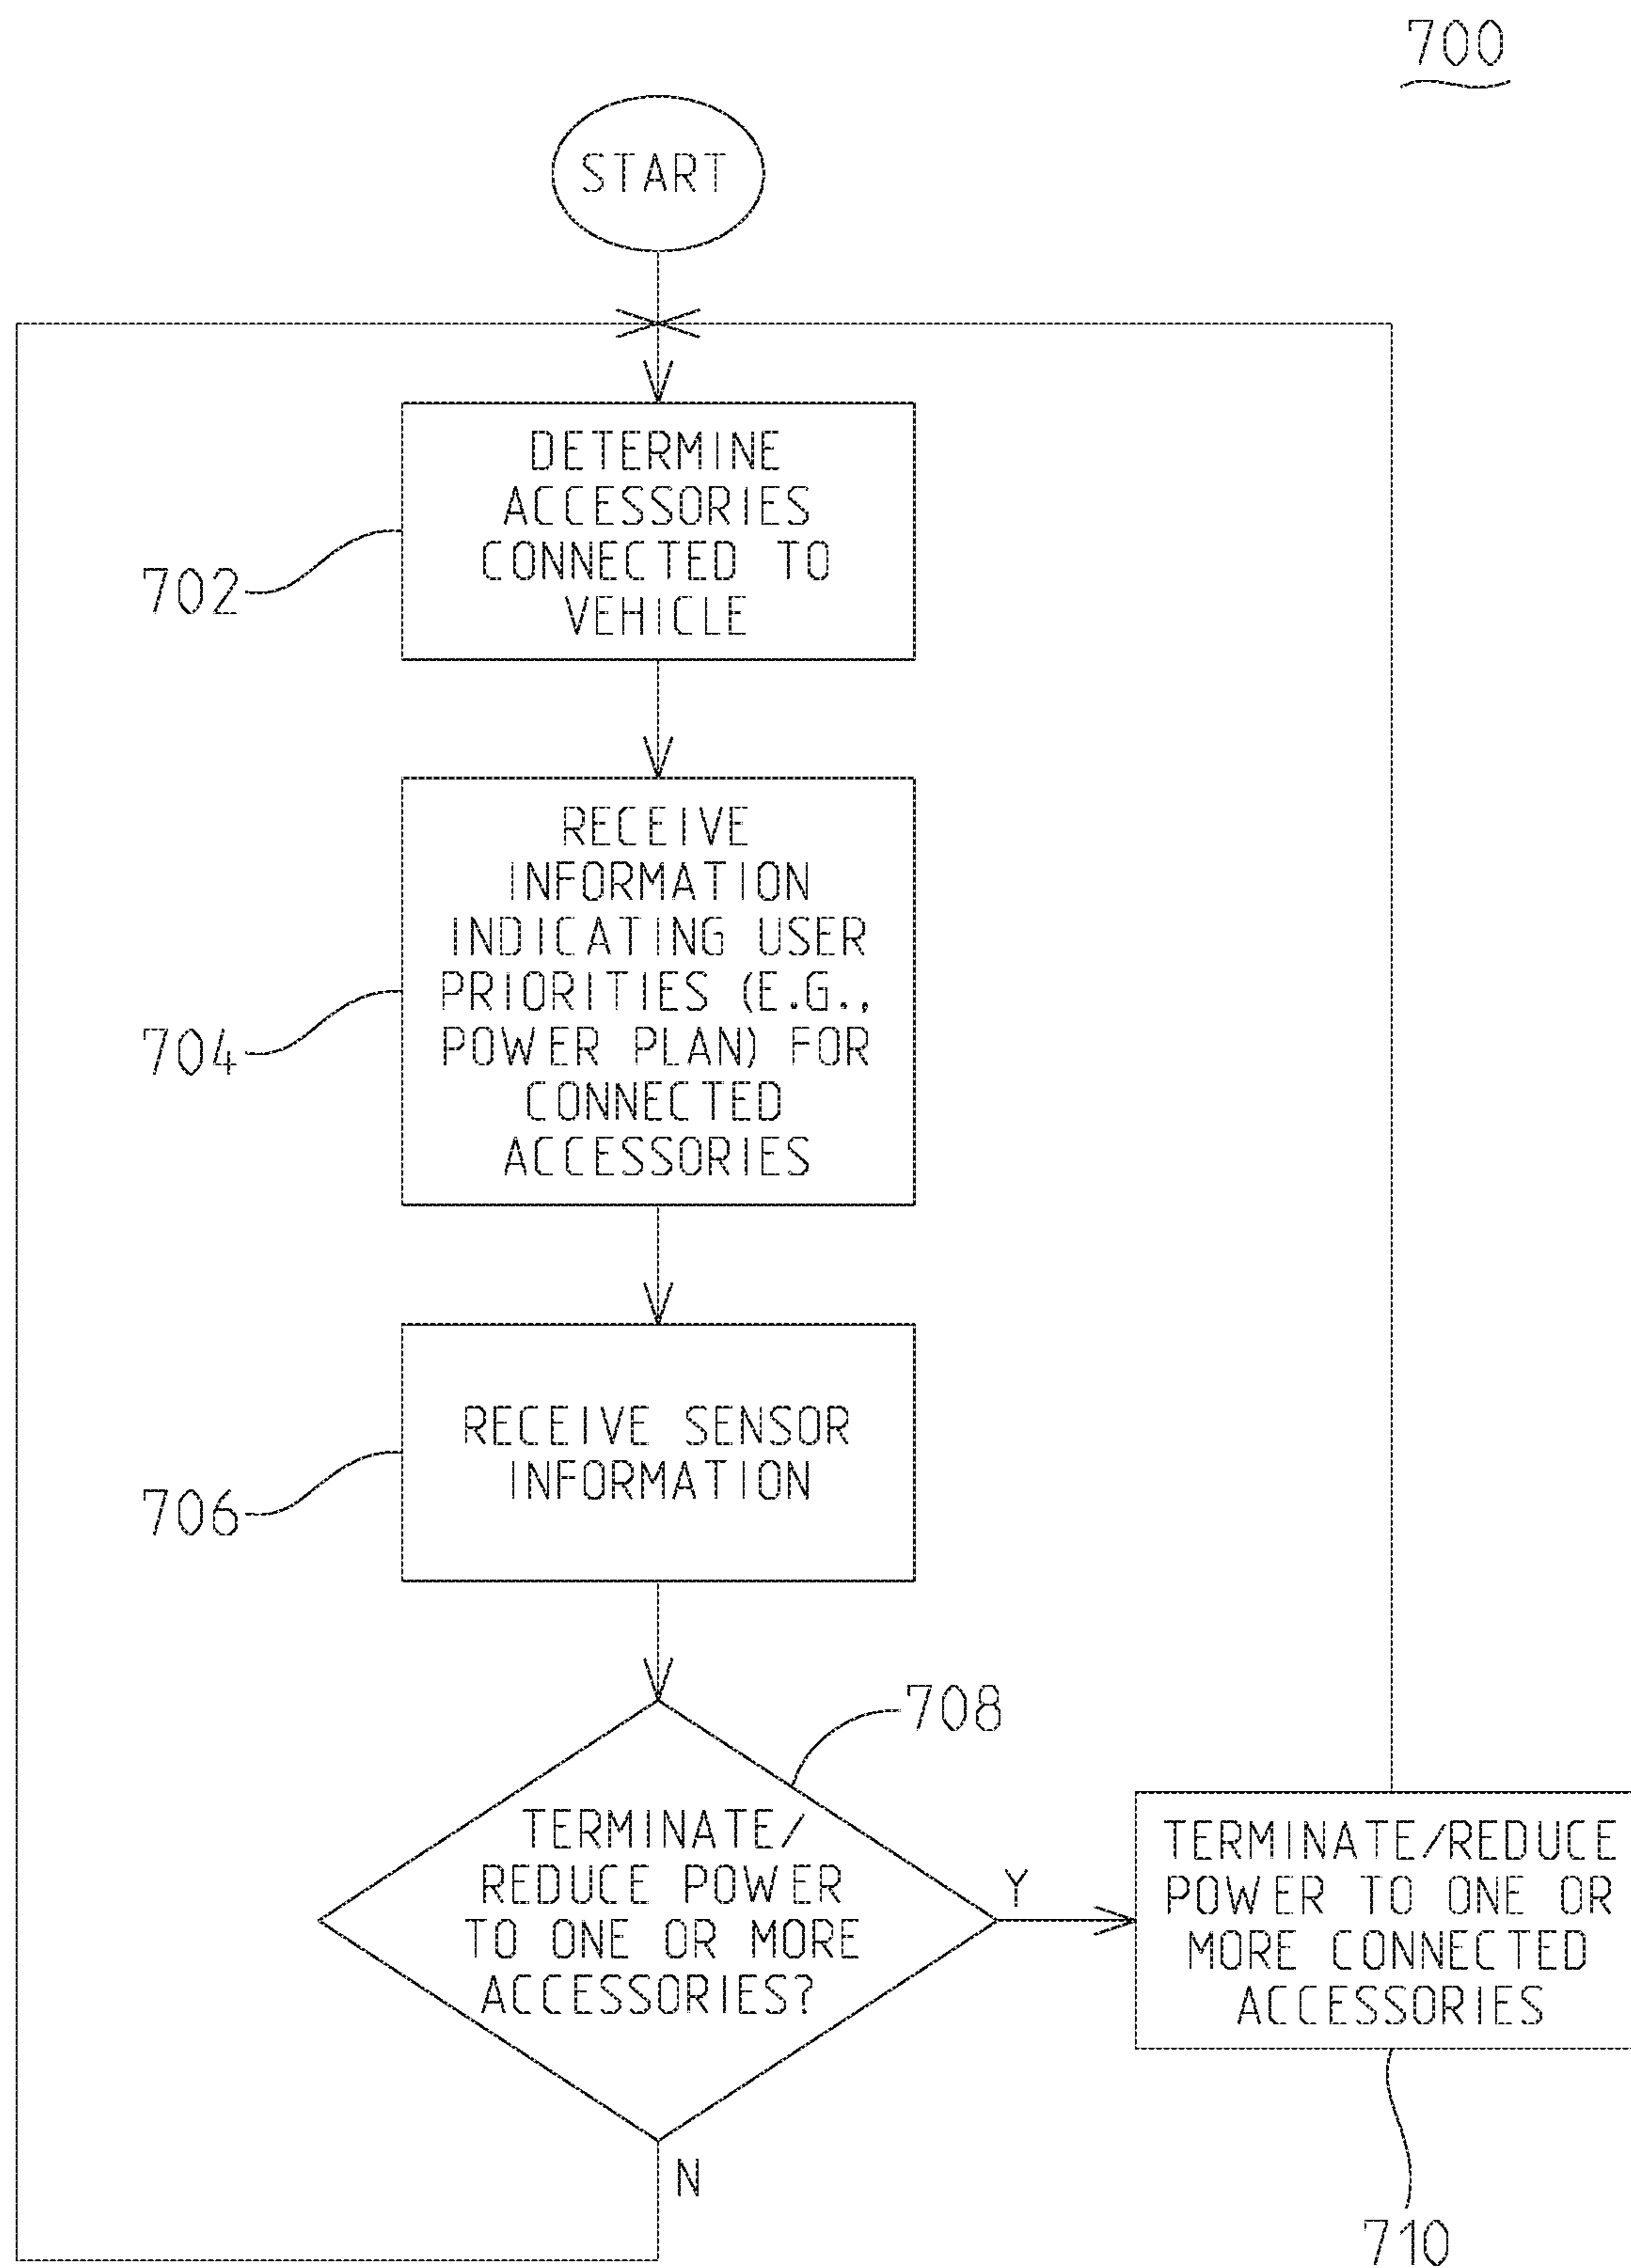 700
START
DETERMINE
ACCESSORIES
CONNECTED TO
VEHICLE
702
RECEIVE
INFORMATION
INDICATING USER
PRIORITIES (E.G.,
POWER PLAN) FOR
CONNECTED
ACCESSORIES
704
RECEIVE SENSOR
INFORMATION
706
708
TERMINATE/
REDUCE POWER
TO ONE OR MORE
ACCESSORIES?
Y
TERMINATE/REDUCE
POWER TO ONE OR
MORE CONNECTED
ACCESSORIES
N
710